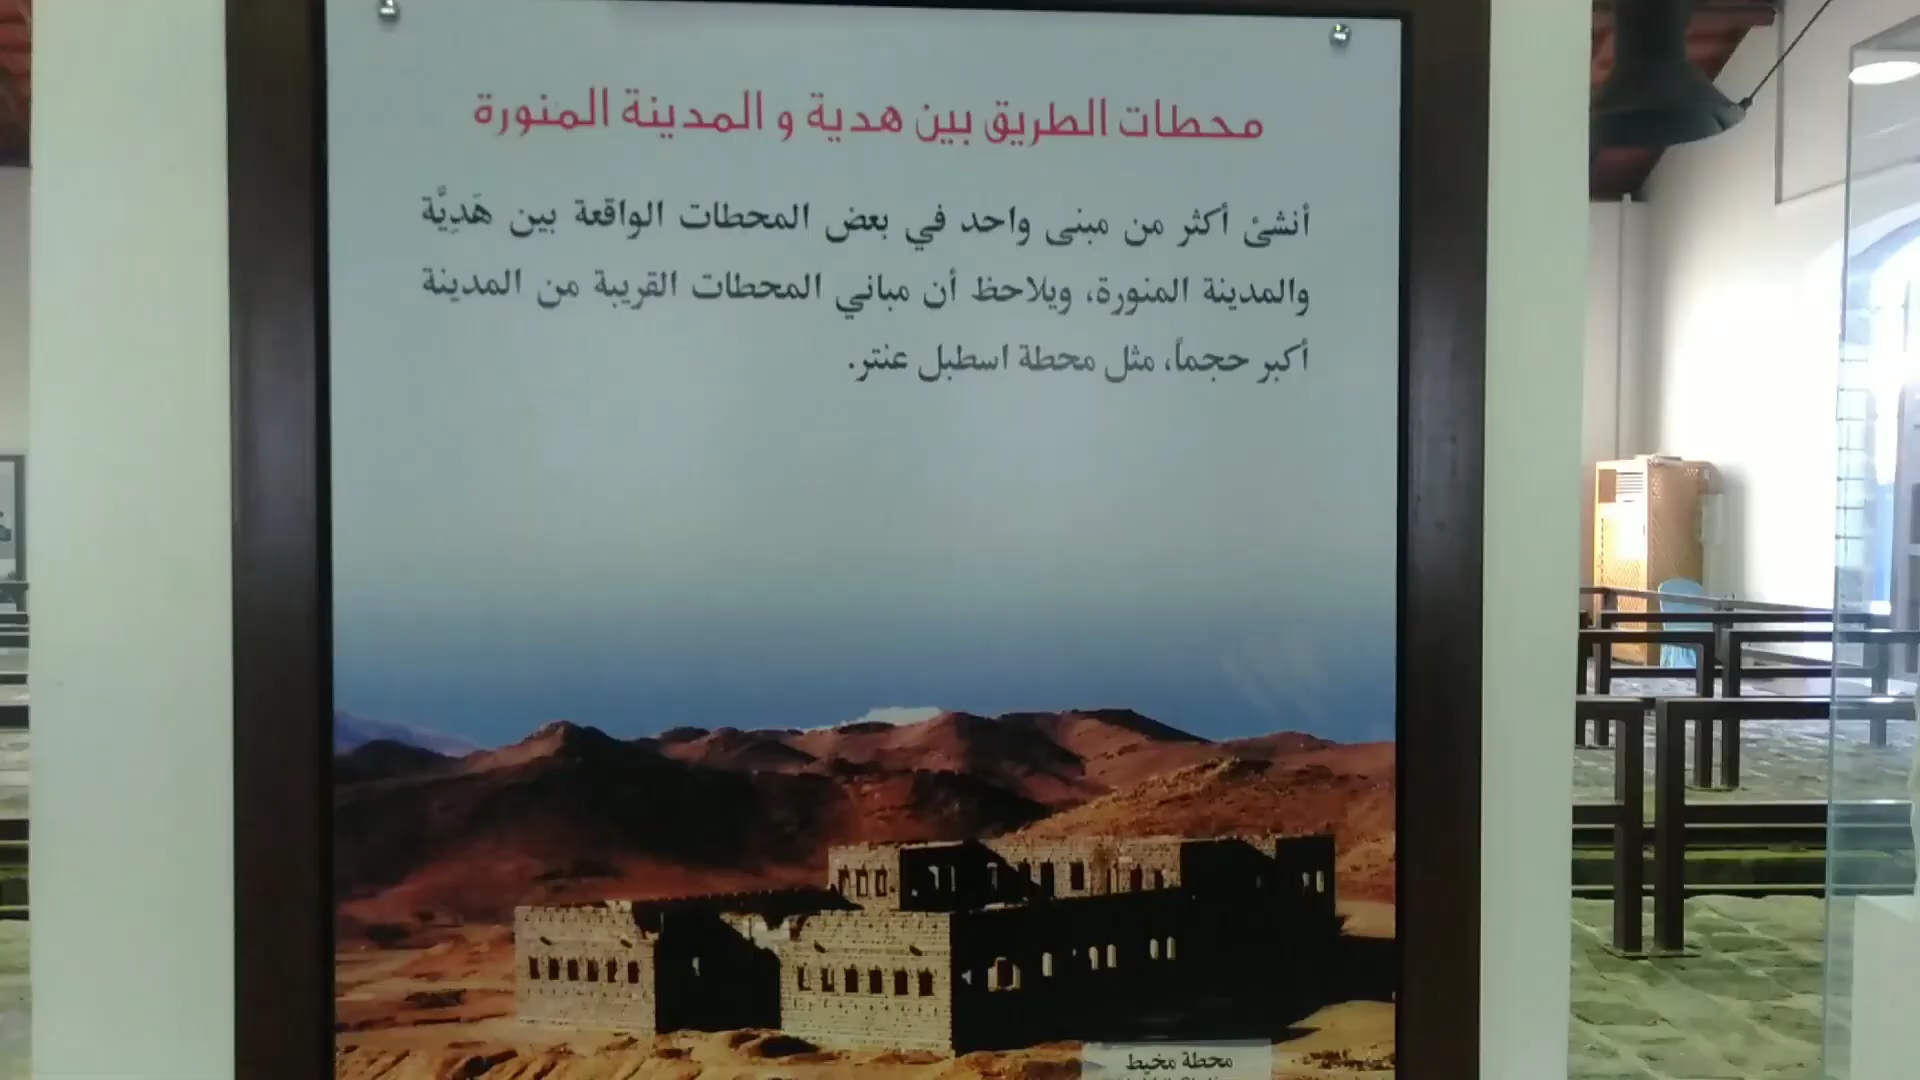 محطات الطريق بين هدية و المدينة المنورة
أنشئ أكثر من مبنى واحد في بعض المحطات الواقعة بين هَدِيَّة
والمدينة المنورة، ويلاحظ أن مباني المحطات القريبة من المدينة
أكبر حجماً، مثل محطة اسطبل عنتر.
محطة مخيط